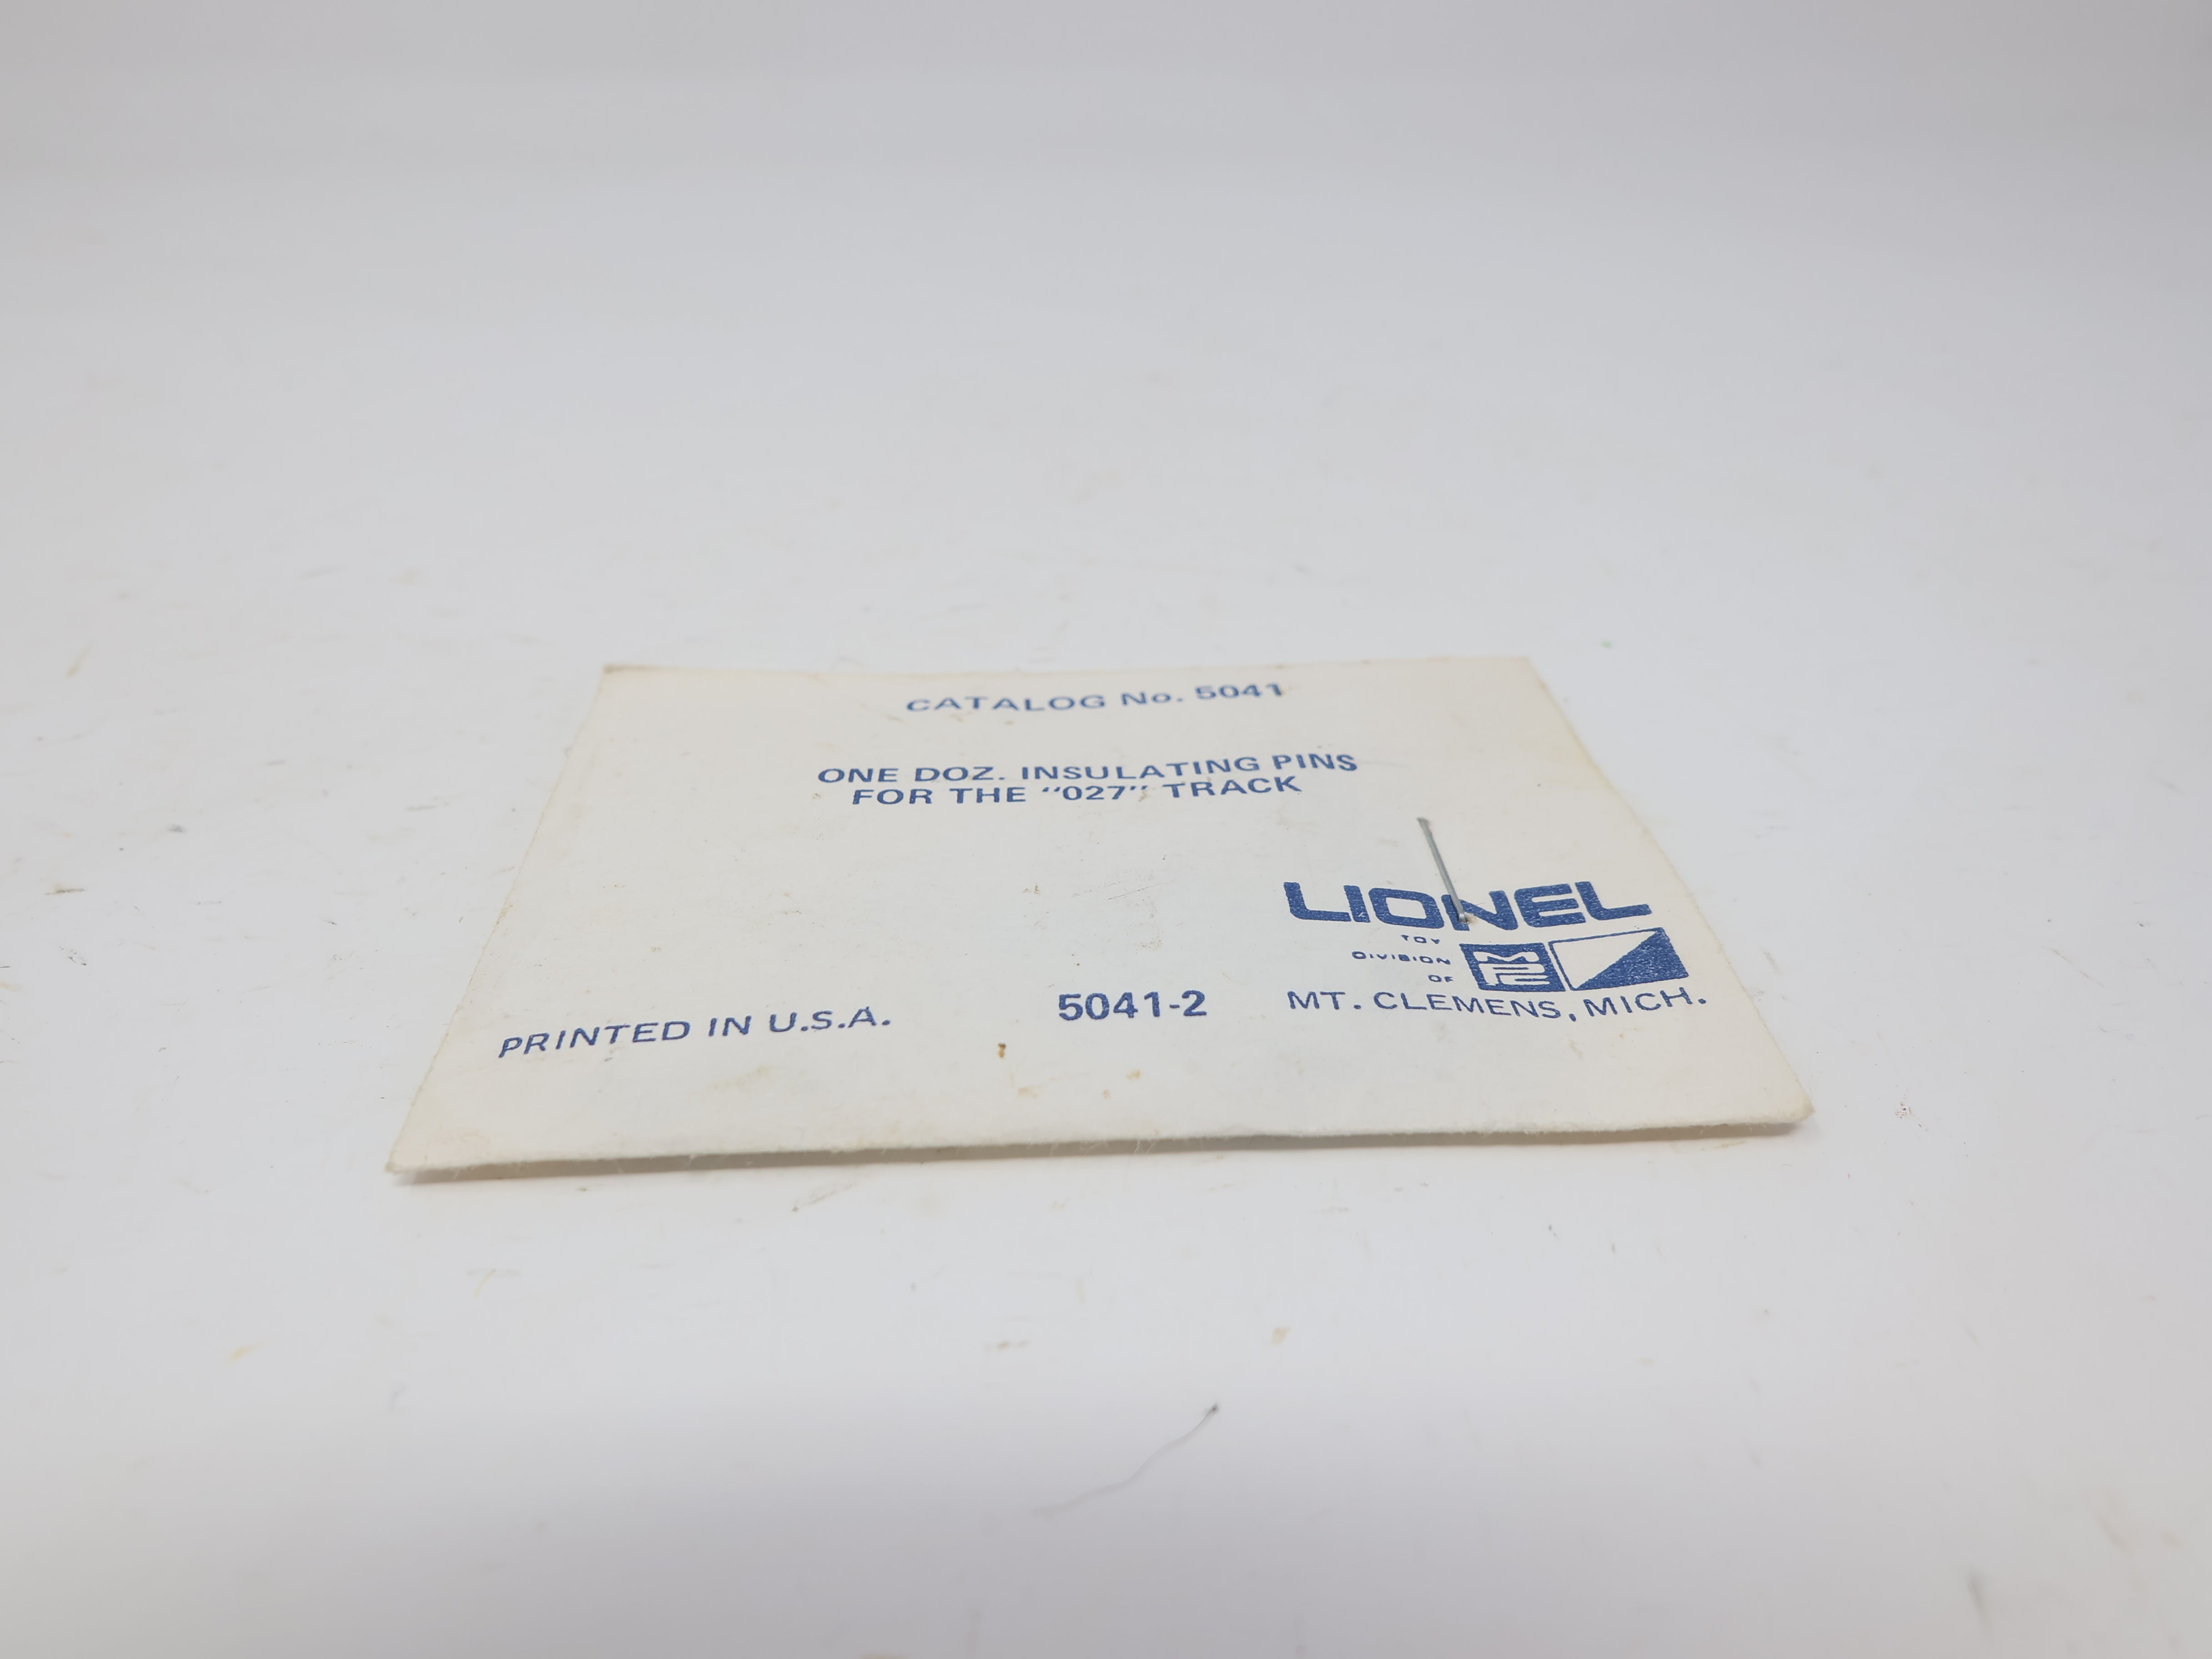 CATALOG No. 5041
ONE DOZ. INSULATING PINS
FOR THE "027" TRACK
LIONEL
TOY
DIVISION
OF
MPC
MT. CLEMENS, MICH.
5041-2
PRINTED IN U.S.A.